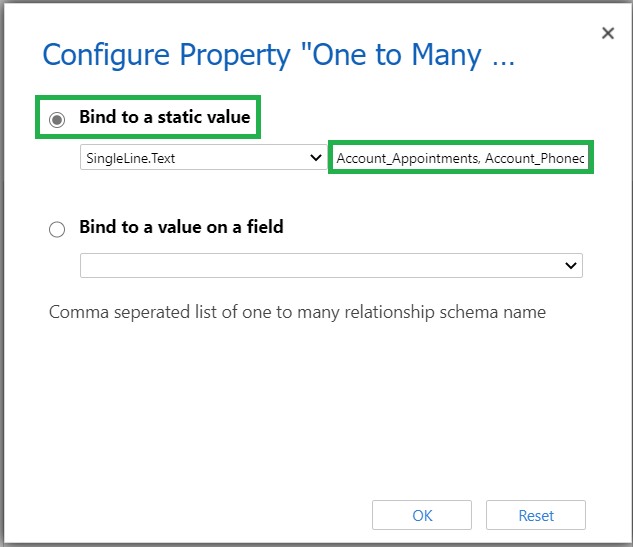 Configure Property "One to Many ...
Bind to a static value
SingleLine.Text
Account_Appointments, Account_Phonec
Bind to a value on a field
Comma seperated list of one to many relationship schema name
OK
Reset